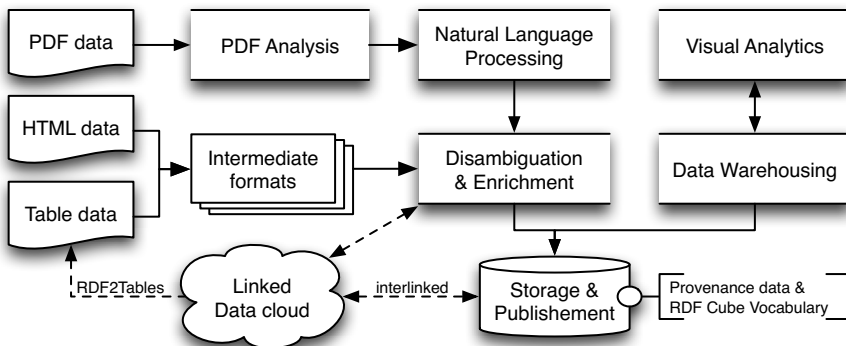 PDF data
PDF Analysis
Natural Language
Processing
Visual Analytics
HTML data
Intermediate
formats
Disambiguation
& Enrichment
Data Warehousing
Table data
RDF2Tables
Linked
Data cloud
interlinked
Storage &
Publishement
Provenance data &
RDF Cube Vocabulary